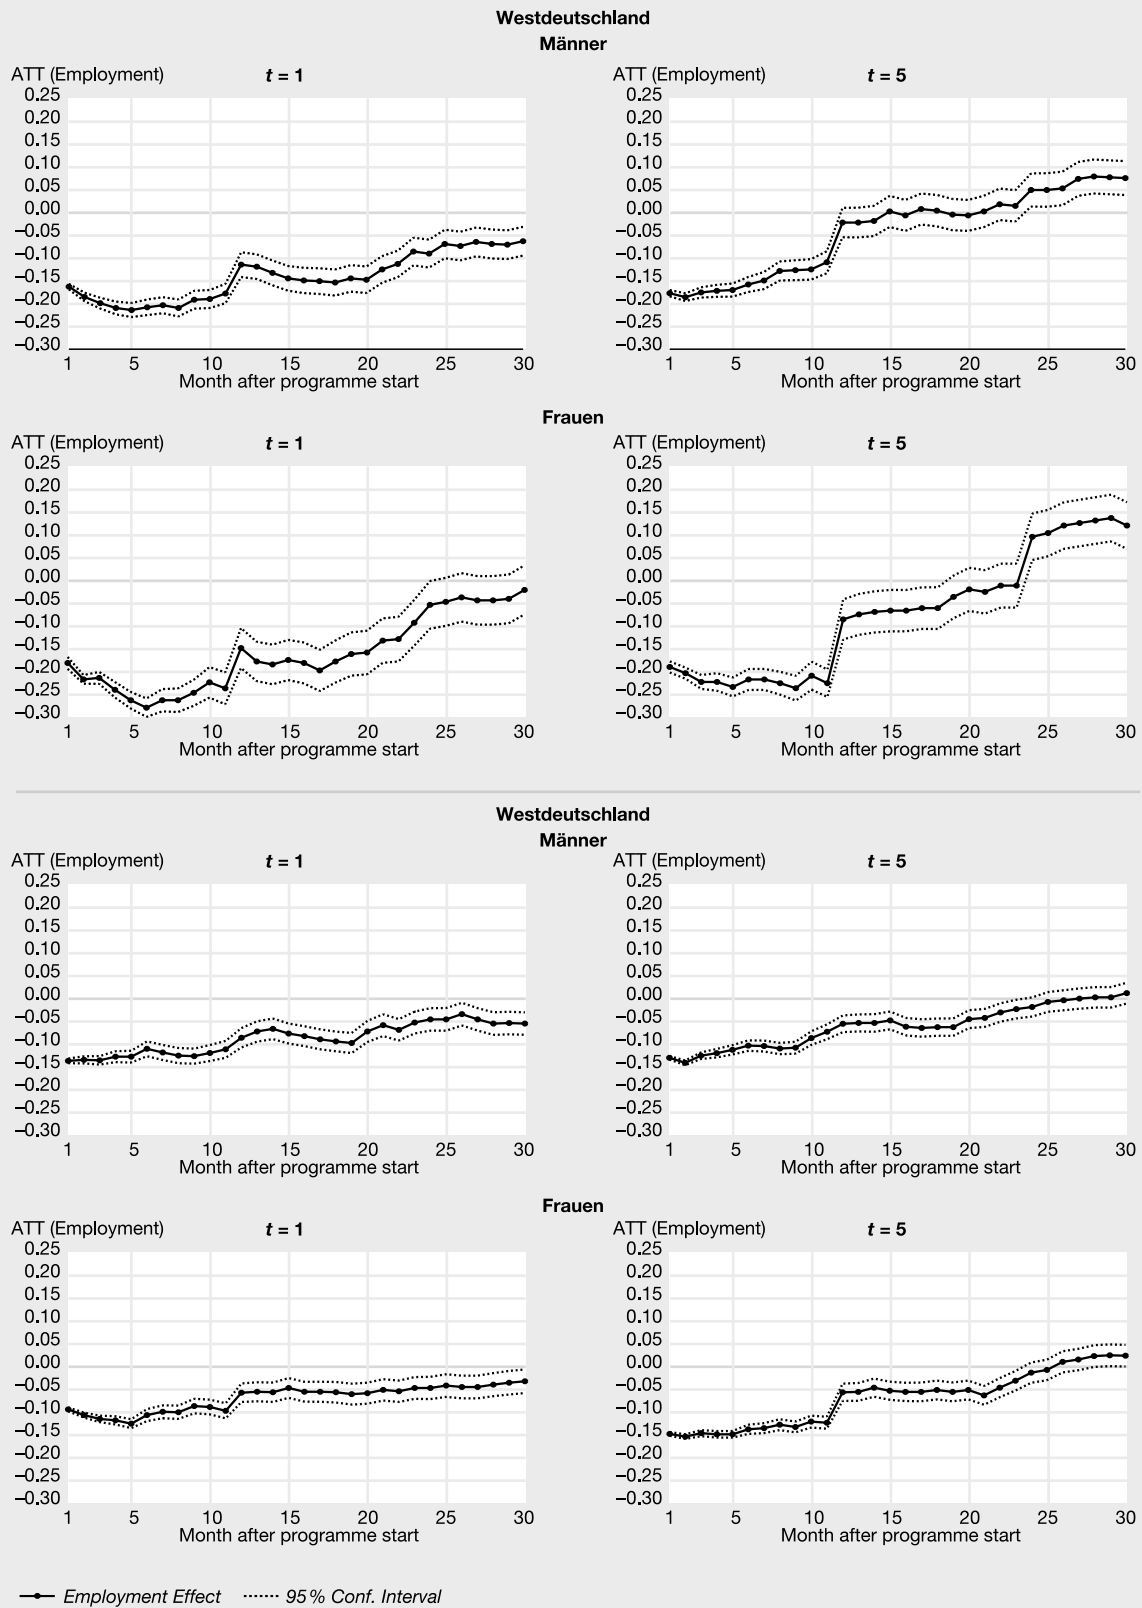 Westdeutschland
Männer
ATT (Employment)
t = 1
0.25
0.20
0.15
0.10
0.05
0.00
–0.05
–0.10
–0.15
–0.20
–0.25
–0.30
1 5 10 15 20 25 30
Month after programme start
ATT (Employment)
t = 5
0.25
0.20
0.15
0.10
0.05
0.00
–0.05
–0.10
–0.15
–0.20
–0.25
–0.30
1 5 10 15 20 25 30
Month after programme start
Frauen
ATT (Employment)
t = 1
0.25
0.20
0.15
0.10
0.05
0.00
–0.05
–0.10
–0.15
–0.20
–0.25
–0.30
1 5 10 15 20 25 30
Month after programme start
ATT (Employment)
t = 5
0.25
0.20
0.15
0.10
0.05
0.00
–0.05
–0.10
–0.15
–0.20
–0.25
–0.30
1 5 10 15 20 25 30
Month after programme start
Westdeutschland
Männer
ATT (Employment)
t = 1
0.25
0.20
0.15
0.10
0.05
0.00
–0.05
–0.10
–0.15
–0.20
–0.25
–0.30
1 5 10 15 20 25 30
Month after programme start
ATT (Employment)
t = 5
0.25
0.20
0.15
0.10
0.05
0.00
–0.05
–0.10
–0.15
–0.20
–0.25
–0.30
1 5 10 15 20 25 30
Month after programme start
Frauen
ATT (Employment)
t = 1
0.25
0.20
0.15
0.10
0.05
0.00
–0.05
–0.10
–0.15
–0.20
–0.25
–0.30
1 5 10 15 20 25 30
Month after programme start
ATT (Employment)
t = 5
0.25
0.20
0.15
0.10
0.05
0.00
–0.05
–0.10
–0.15
–0.20
–0.25
–0.30
1 5 10 15 20 25 30
Month after programme start
Employment Effect 95% Conf. Interval